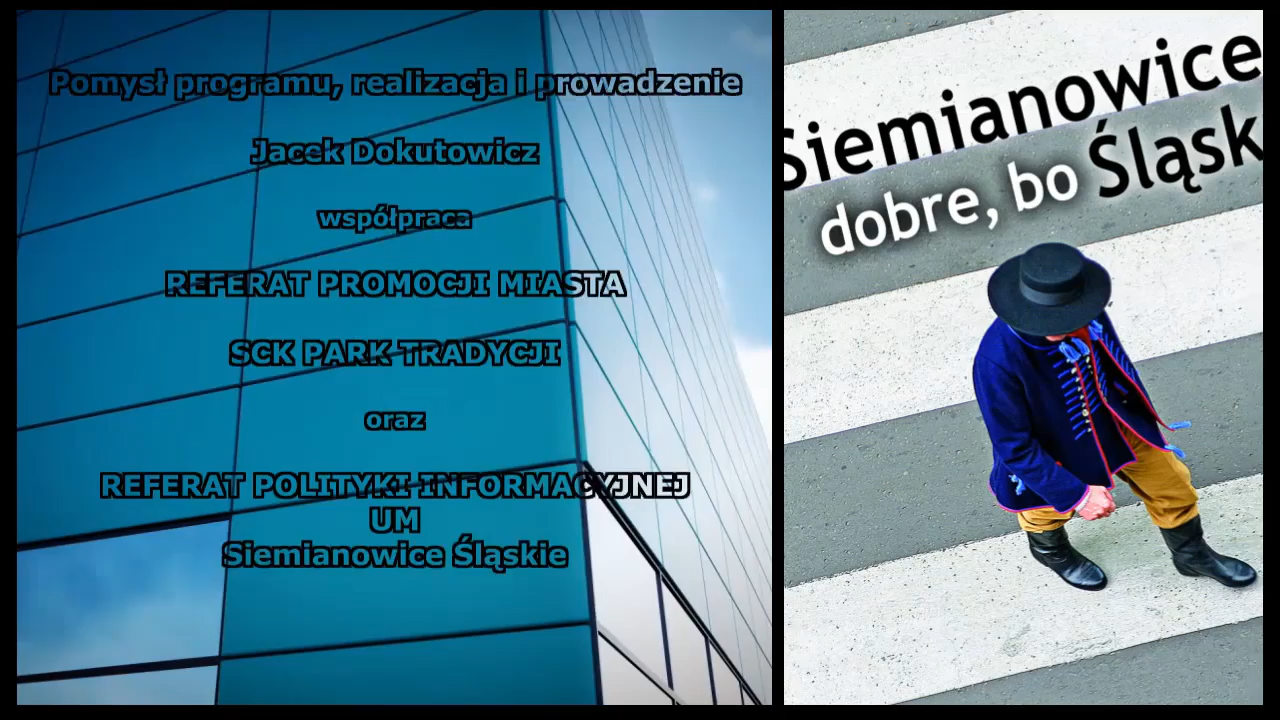 Pomysł programu, realizacja i prowadzenie
Jacek Dokutowicz
współpraca
REFERAT PROMOCJI MIASTA
SCK PARK TRADYCJI
oraz
REFERAT POLITYKI INFORMACYJNEJ
UM
Siemianowice Śląskie
Siemianowice
dobre, bo Śląsk